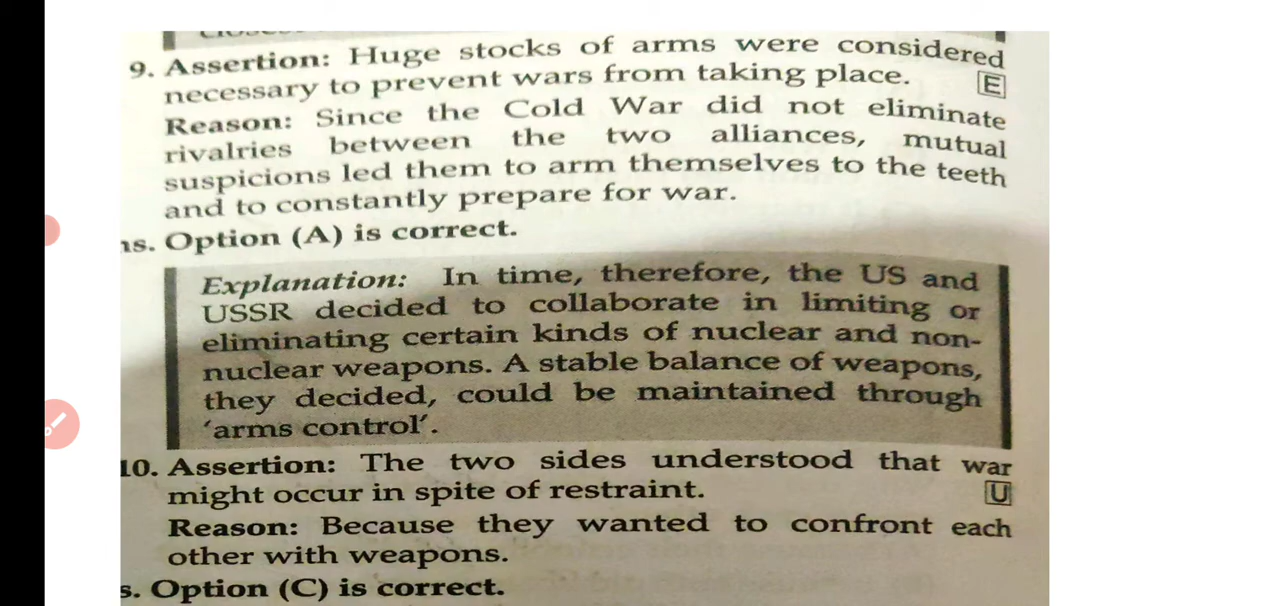 9. Assertion: Huge stocks of arms were considered
necessary to prevent wars from taking place. E
Reason: Since the Cold War did not eliminate
rivalries between the two alliances, mutual
suspicions led them to arm themselves to the teeth
and to constantly prepare for war.
ns. Option (A) is correct.
Explanation: In time, therefore, the US and
USSR decided to collaborate in limiting or
eliminating certain kinds of nuclear and non-
nuclear weapons. A stable balance of weapons,
they decided, could be maintained through
‘arms control’.
10. Assertion: The two sides understood that war
might occur in spite of restraint. U
Reason: Because they wanted to confront each
other with weapons.
s. Option (C) is correct.